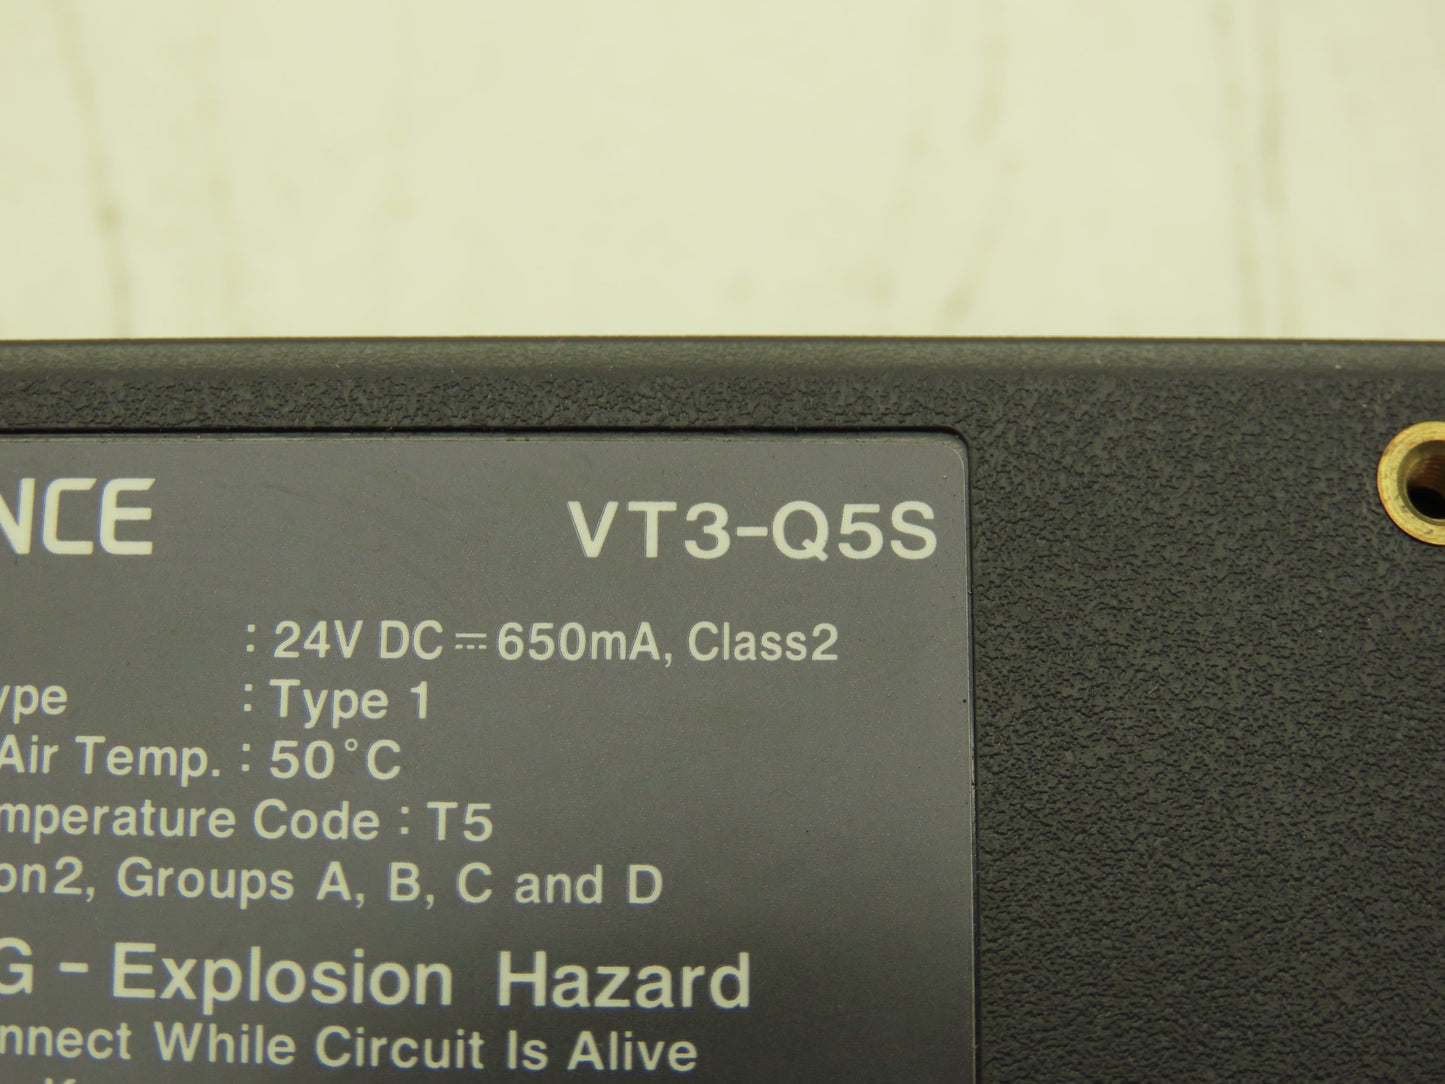 NCE VT3-Q5S
: 24V DC ⎓ 650mA, Class2
ype : Type 1
Air Temp. : 50°C
mperature Code : T5
on2, Groups A, B, C and D
G - Explosion Hazard
nnect While Circuit Is Alive